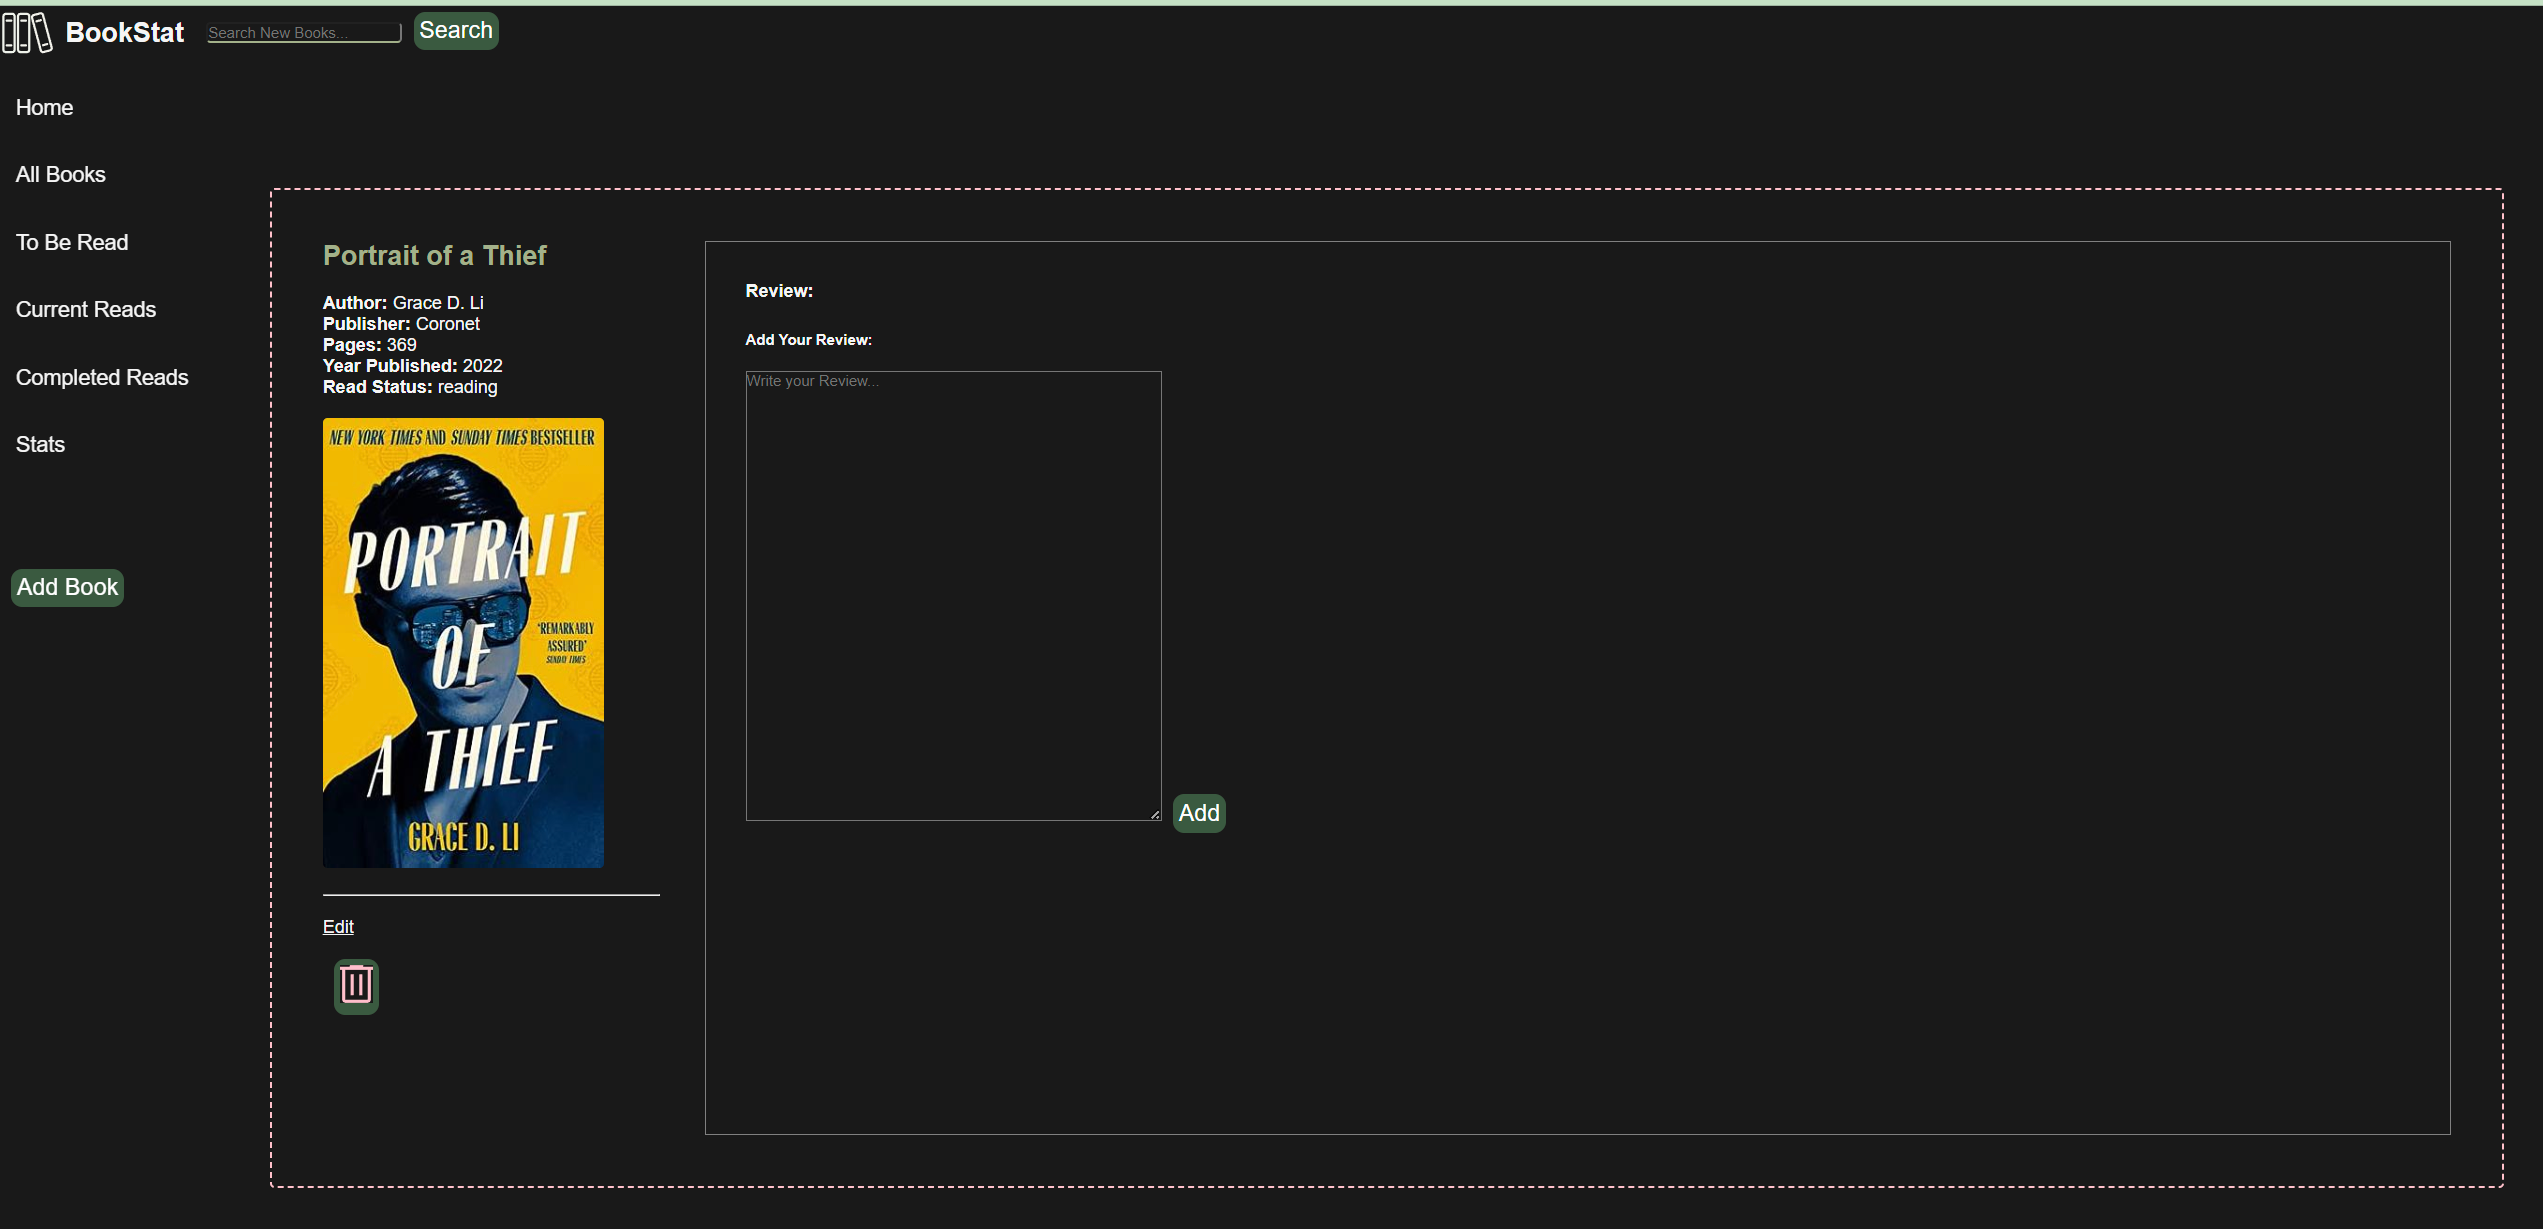 BookStat
Search New Books...
Search
Home
All Books
To Be Read
Current Reads
Completed Reads
Stats
Add Book
Portrait of a Thief
Author: Grace D. Li
Publisher: Coronet
Pages: 369
Year Published: 2022
Read Status: reading
NEW YORK TIMES AND SUNDAY TIMES BESTSELLER
PORTRAIT
OF
A THIEF
'REMARKABLY
ASSURED'
SUNDAY TIMES
GRACE D. LI
Edit
Review:
Add Your Review:
Write your Review...
Add